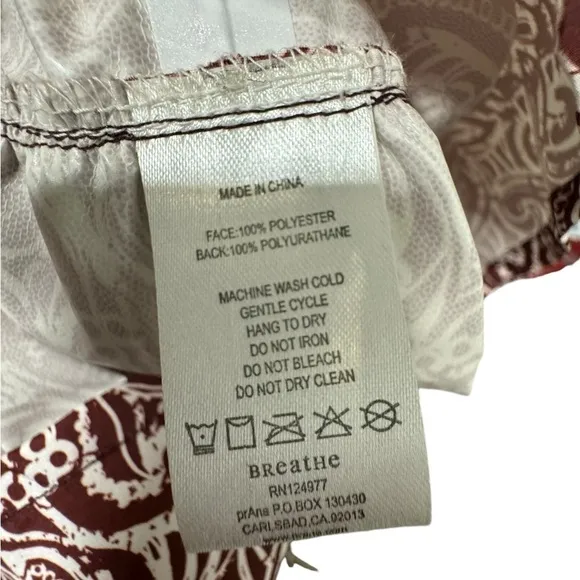 MADE IN CHINA
FACE:100% POLYESTER
BACK:100% POLYURATHANE
MACHINE WASH COLD
GENTLE CYCLE
HANG TO DRY
DO NOT IRON
DO NOT BLEACH
DO NOT DRY CLEAN
BReatHe
RN124977
prAna P.O.BOX 130430
CARLSBAD,CA.92013